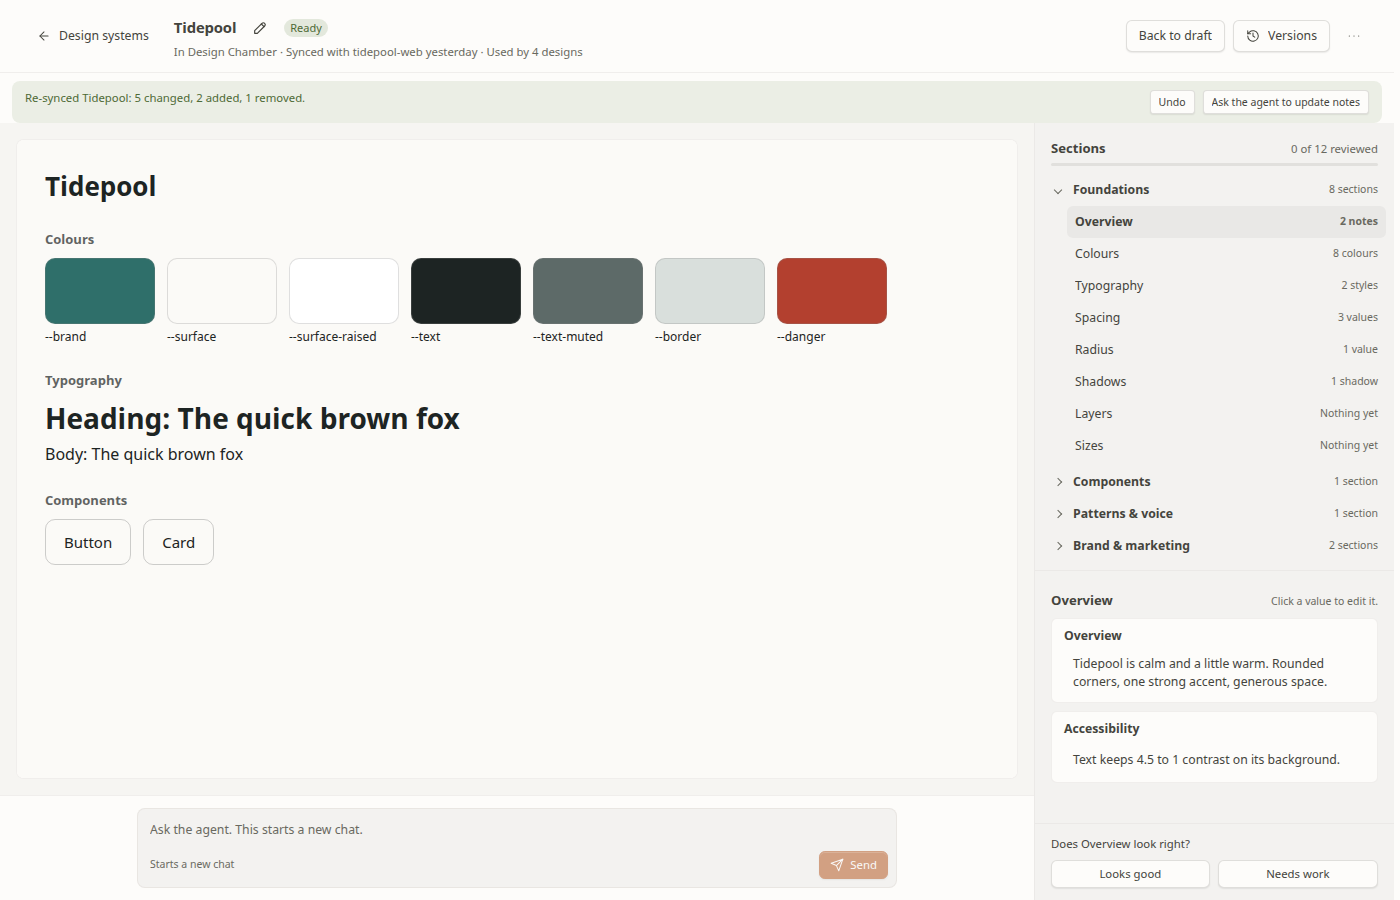 Design systems
Tidepool
Ready
In Design Chamber · Synced with tidepool-web yesterday · Used by 4 designs
Back to draft
Versions
Re-synced Tidepool: 5 changed, 2 added, 1 removed.
Undo
Ask the agent to update notes
Tidepool
Colours
--brand
--surface
--surface-raised
--text
--text-muted
--border
--danger
Typography
Heading: The quick brown fox
Body: The quick brown fox
Components
Button
Card
Ask the agent. This starts a new chat.
Starts a new chat
Send
Sections
0 of 12 reviewed
Foundations
8 sections
Overview
2 notes
Colours
8 colours
Typography
2 styles
Spacing
3 values
Radius
1 value
Shadows
1 shadow
Layers
Nothing yet
Sizes
Nothing yet
Components
1 section
Patterns & voice
1 section
Brand & marketing
2 sections
Overview
Click a value to edit it.
Overview
Tidepool is calm and a little warm. Rounded
corners, one strong accent, generous space.
Accessibility
Text keeps 4.5 to 1 contrast on its background.
Does Overview look right?
Looks good
Needs work